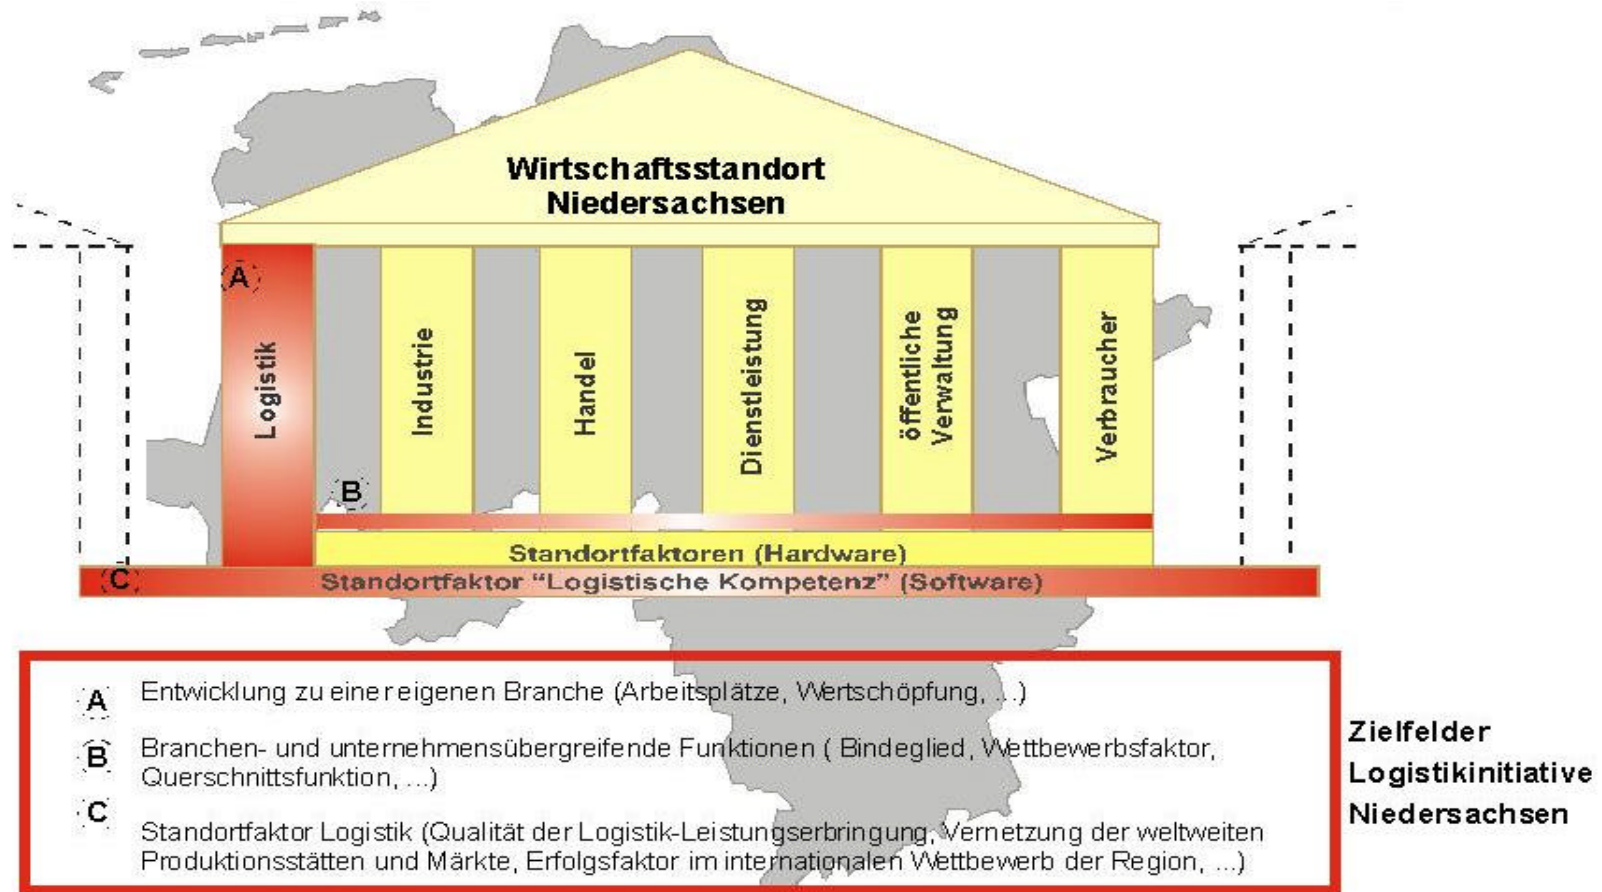 Wirtschaftsstandort
Niedersachsen
A
Logistik
Industrie
Handel
Dienstleistung
öffentliche
Verwaltung
Verbraucher
B
Standortfaktoren (Hardware)
C
Standortfaktor “Logistische Kompetenz” (Software)
A Entwicklung zu einer eigenen Branche (Arbeitsplätze, Wertschöpfung, ...)
B Branchen- und unternehmensübergreifende Funktionen ( Bindeglied, Wettbewerbsfaktor,
Querschnittsfunktion, ...)
C Standortfaktor Logistik (Qualität der Logistik-Leistungserbringung, Vernetzung der weltweiten
Produktionsstätten und Märkte, Erfolgsfaktor im internationalen Wettbewerb der Region, ...)
Zielfelder
Logistikinitiative
Niedersachsen